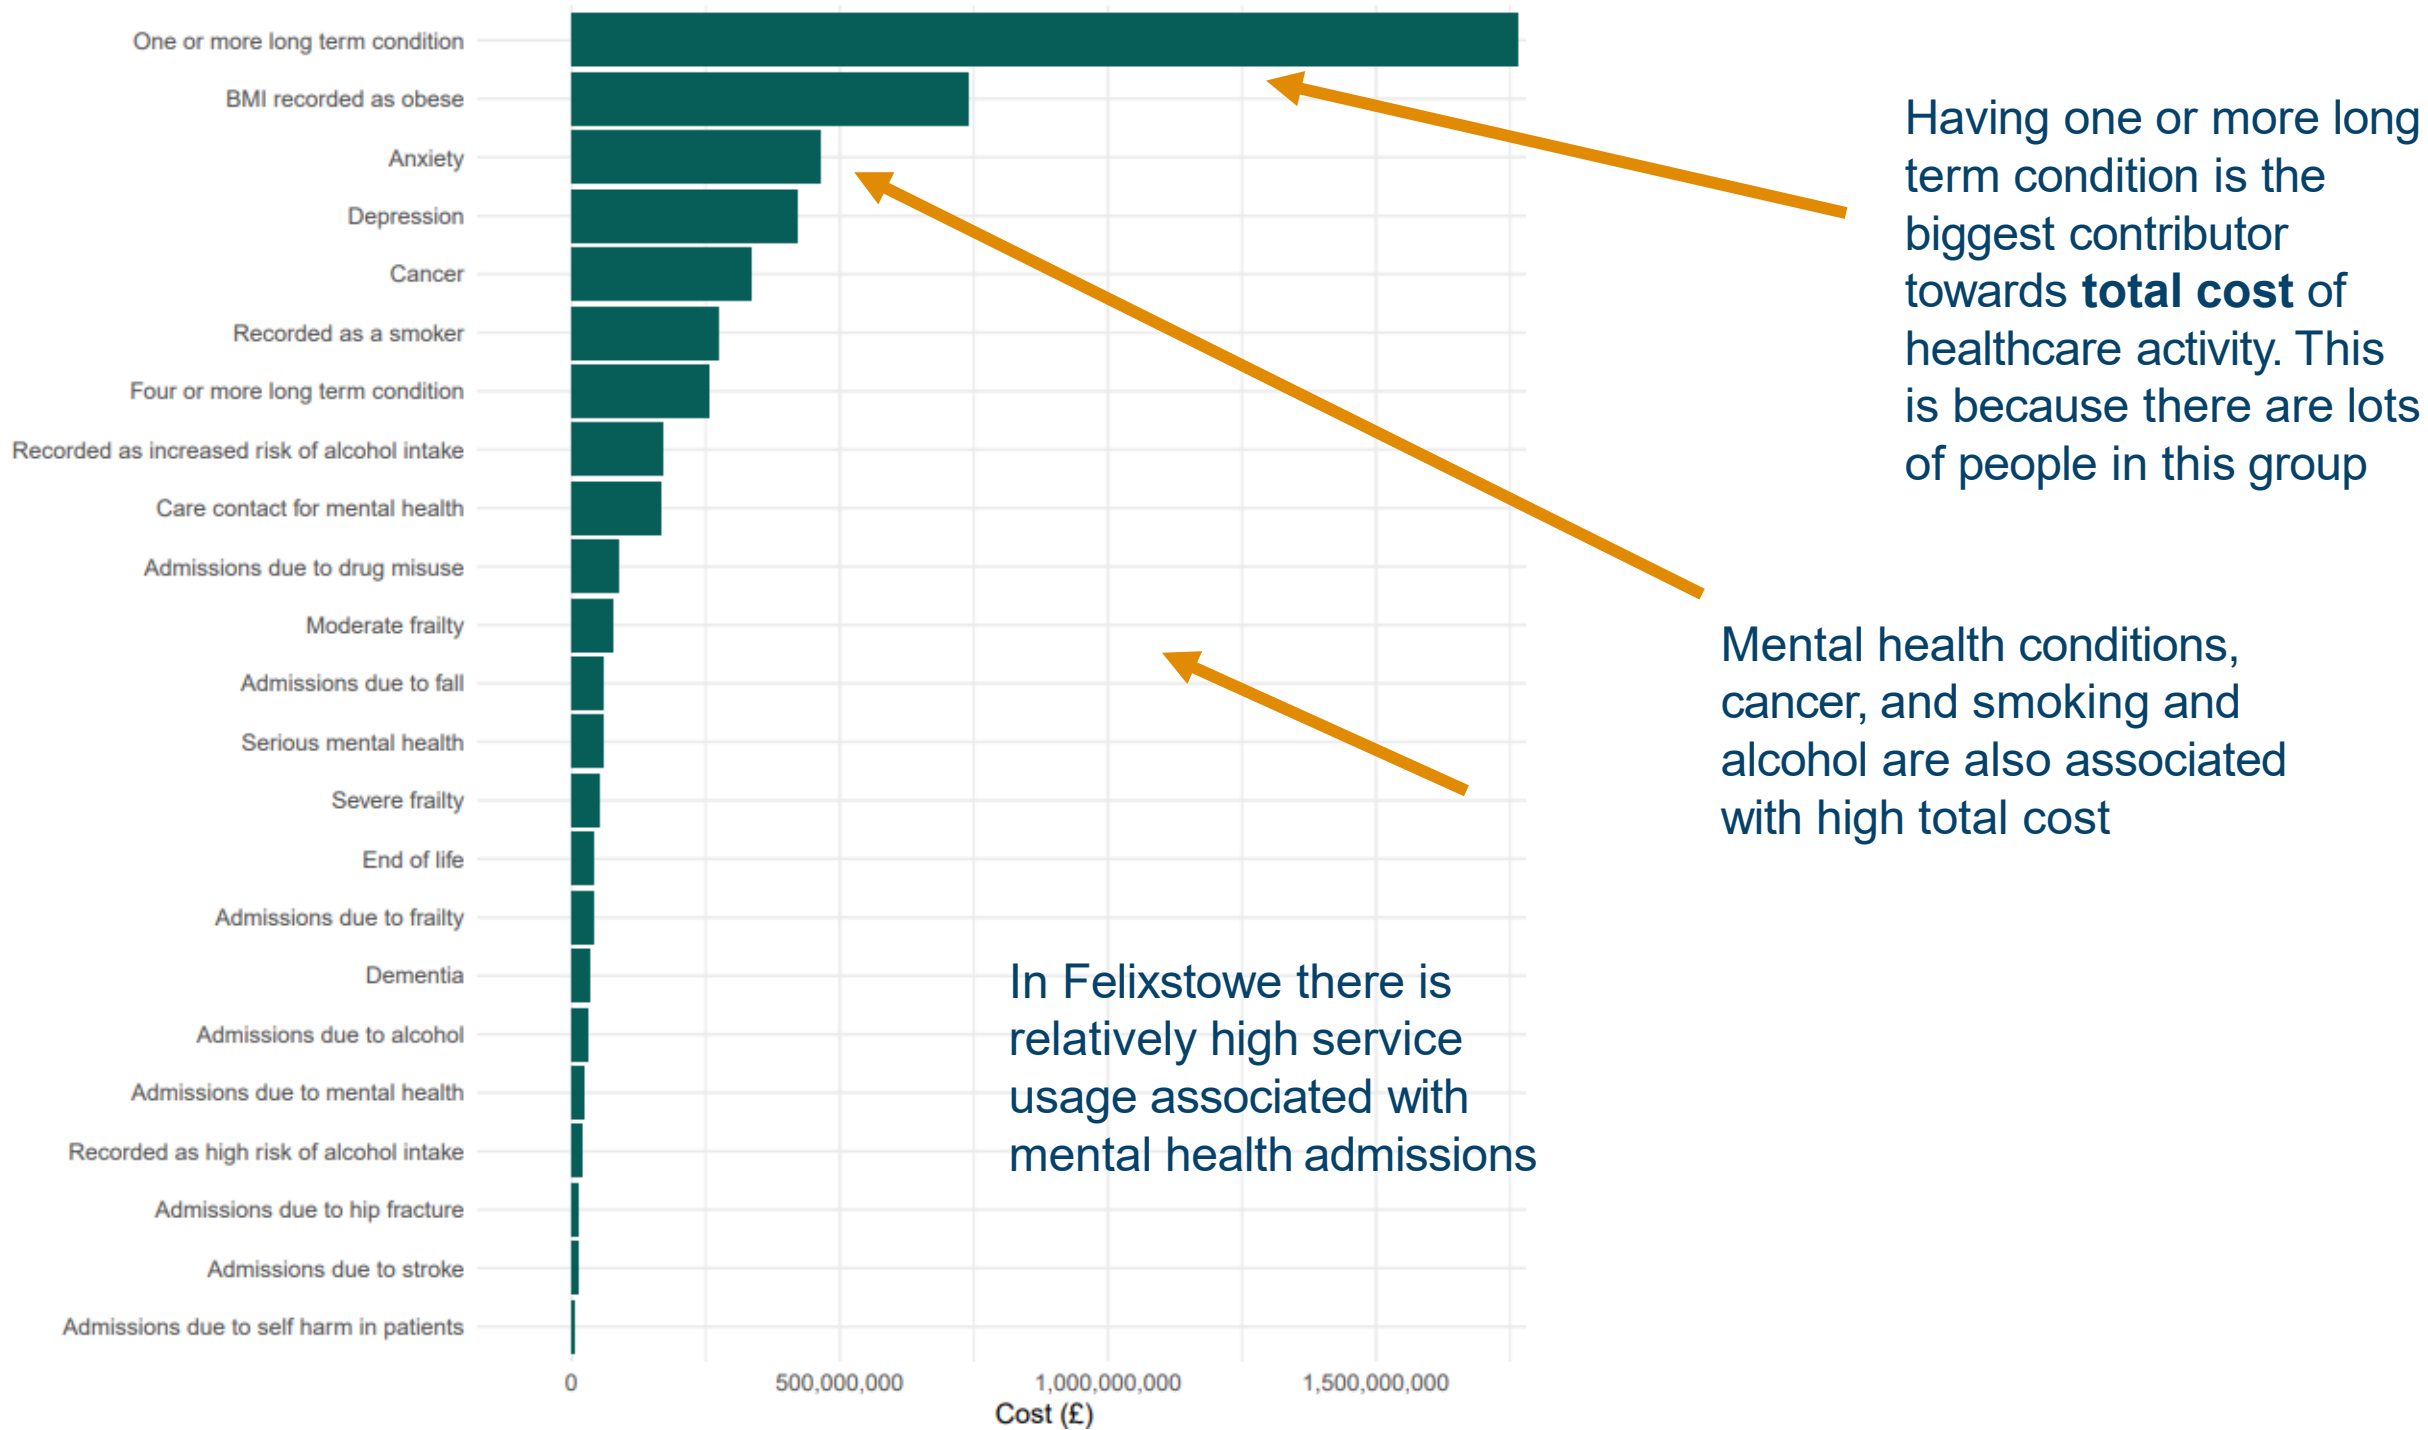 One or more long term condition
BMI recorded as obese
Anxiety
Depression
Cancer
Recorded as a smoker
Four or more long term condition
Recorded as increased risk of alcohol intake
Care contact for mental health
Admissions due to drug misuse
Moderate frailty
Admissions due to fall
Serious mental health
Severe frailty
End of life
Admissions due to frailty
Dementia
Admissions due to alcohol
Admissions due to mental health
Recorded as high risk of alcohol intake
Admissions due to hip fracture
Admissions due to stroke
Admissions due to self harm in patients
0 500,000,000 1,000,000,000 1,500,000,000
Cost (£)
Having one or more long
term condition is the
biggest contributor
towards total cost of
healthcare activity. This
is because there are lots
of people in this group
Mental health conditions,
cancer, and smoking and
alcohol are also associated
with high total cost
In Felixstowe there is
relatively high service
usage associated with
mental health admissions